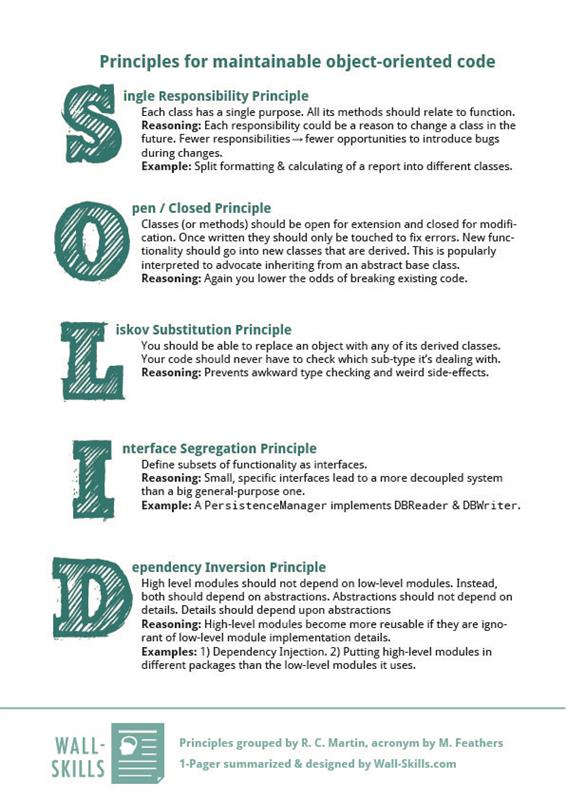 Principles for maintainable object-oriented code
Single Responsibility Principle
Each class has a single purpose. All its methods should relate to function.
Reasoning: Each responsibility could be a reason to change a class in the
future. Fewer responsibilities → fewer opportunities to introduce bugs
during changes.
Example: Split formatting & calculating of a report into different classes.
Open / Closed Principle
Classes (or methods) should be open for extension and closed for modifi-
cation. Once written they should only be touched to fix errors. New func-
tionality should go into new classes that are derived. This is popularly
interpreted to advocate inheriting from an abstract base class.
Reasoning: Again you lower the odds of breaking existing code.
Liskov Substitution Principle
You should be able to replace an object with any of its derived classes.
Your code should never have to check which sub-type it's dealing with.
Reasoning: Prevents awkward type checking and weird side-effects.
Interface Segregation Principle
Define subsets of functionality as interfaces.
Reasoning: Small, specific interfaces lead to a more decoupled system
than a big general-purpose one.
Example: A PersistenceManager implements DBReader & DBWriter.
Dependency Inversion Principle
High level modules should not depend on low-level modules. Instead,
both should depend on abstractions. Abstractions should not depend on
details. Details should depend upon abstractions
Reasoning: High-level modules become more reusable if they are igno-
rant of low-level module implementation details.
Examples: 1) Dependency Injection. 2) Putting high-level modules in
different packages than the low-level modules it uses.
WALL-
SKILLS
Principles grouped by R. C. Martin, acronym by M. Feathers
1-Pager summarized & designed by Wall-Skills.com